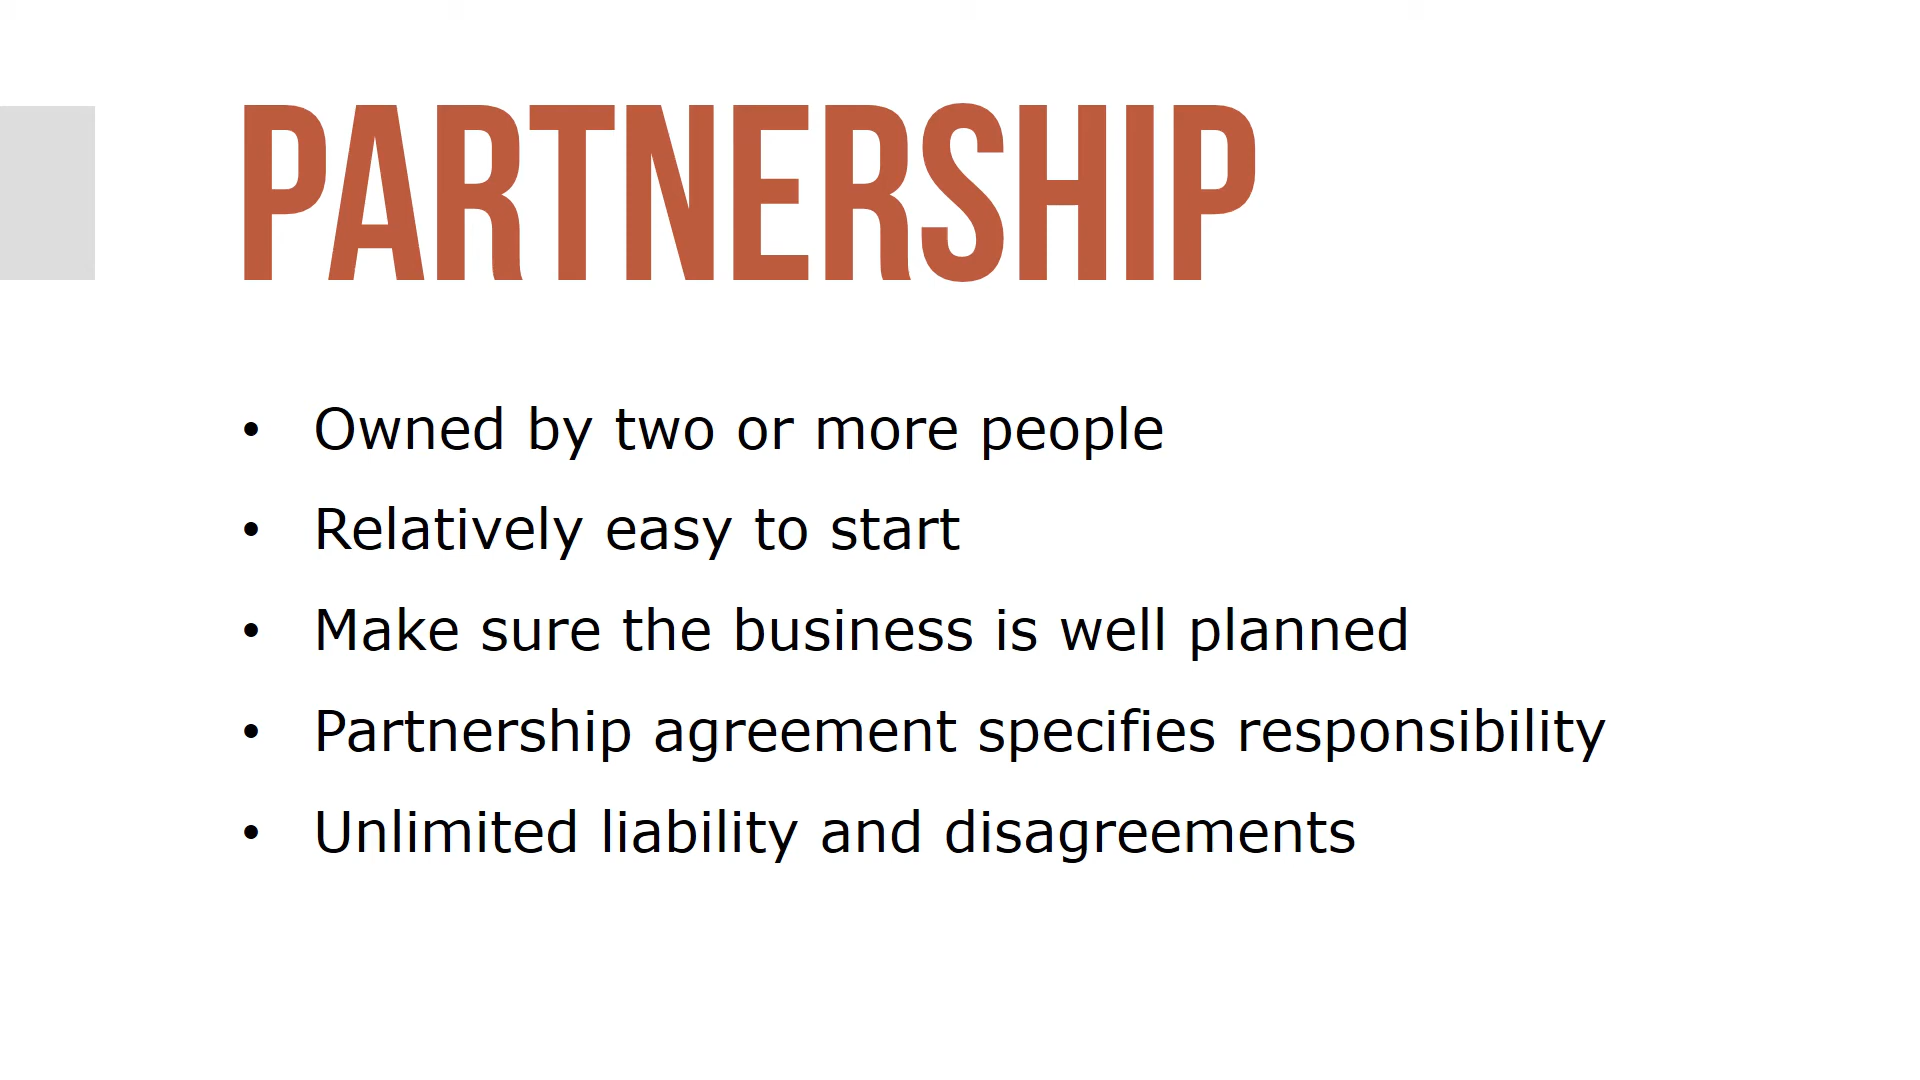 PARTNERSHIP
• Owned by two or more people
• Relatively easy to start
• Make sure the business is well planned
• Partnership agreement specifies responsibility
• Unlimited liability and disagreements